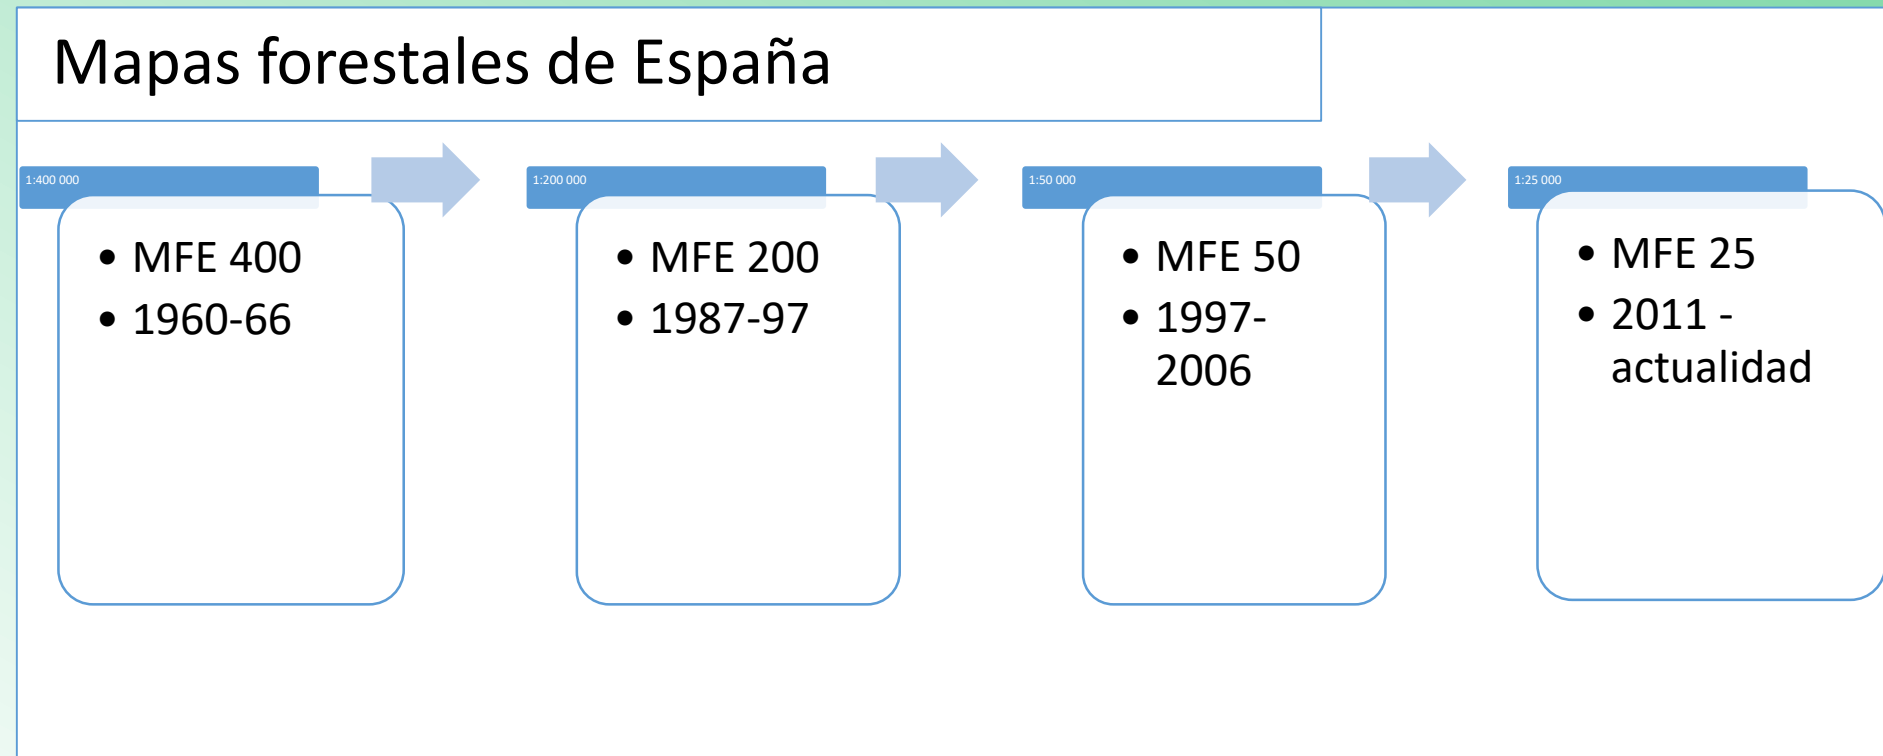 Mapas forestales de España
1:400 000
• MFE 400
• 1960-66
1:200 000
• MFE 200
• 1987-97
1:50 000
• MFE 50
• 1997-
2006
1:25 000
• MFE 25
• 2011 -
actualidad